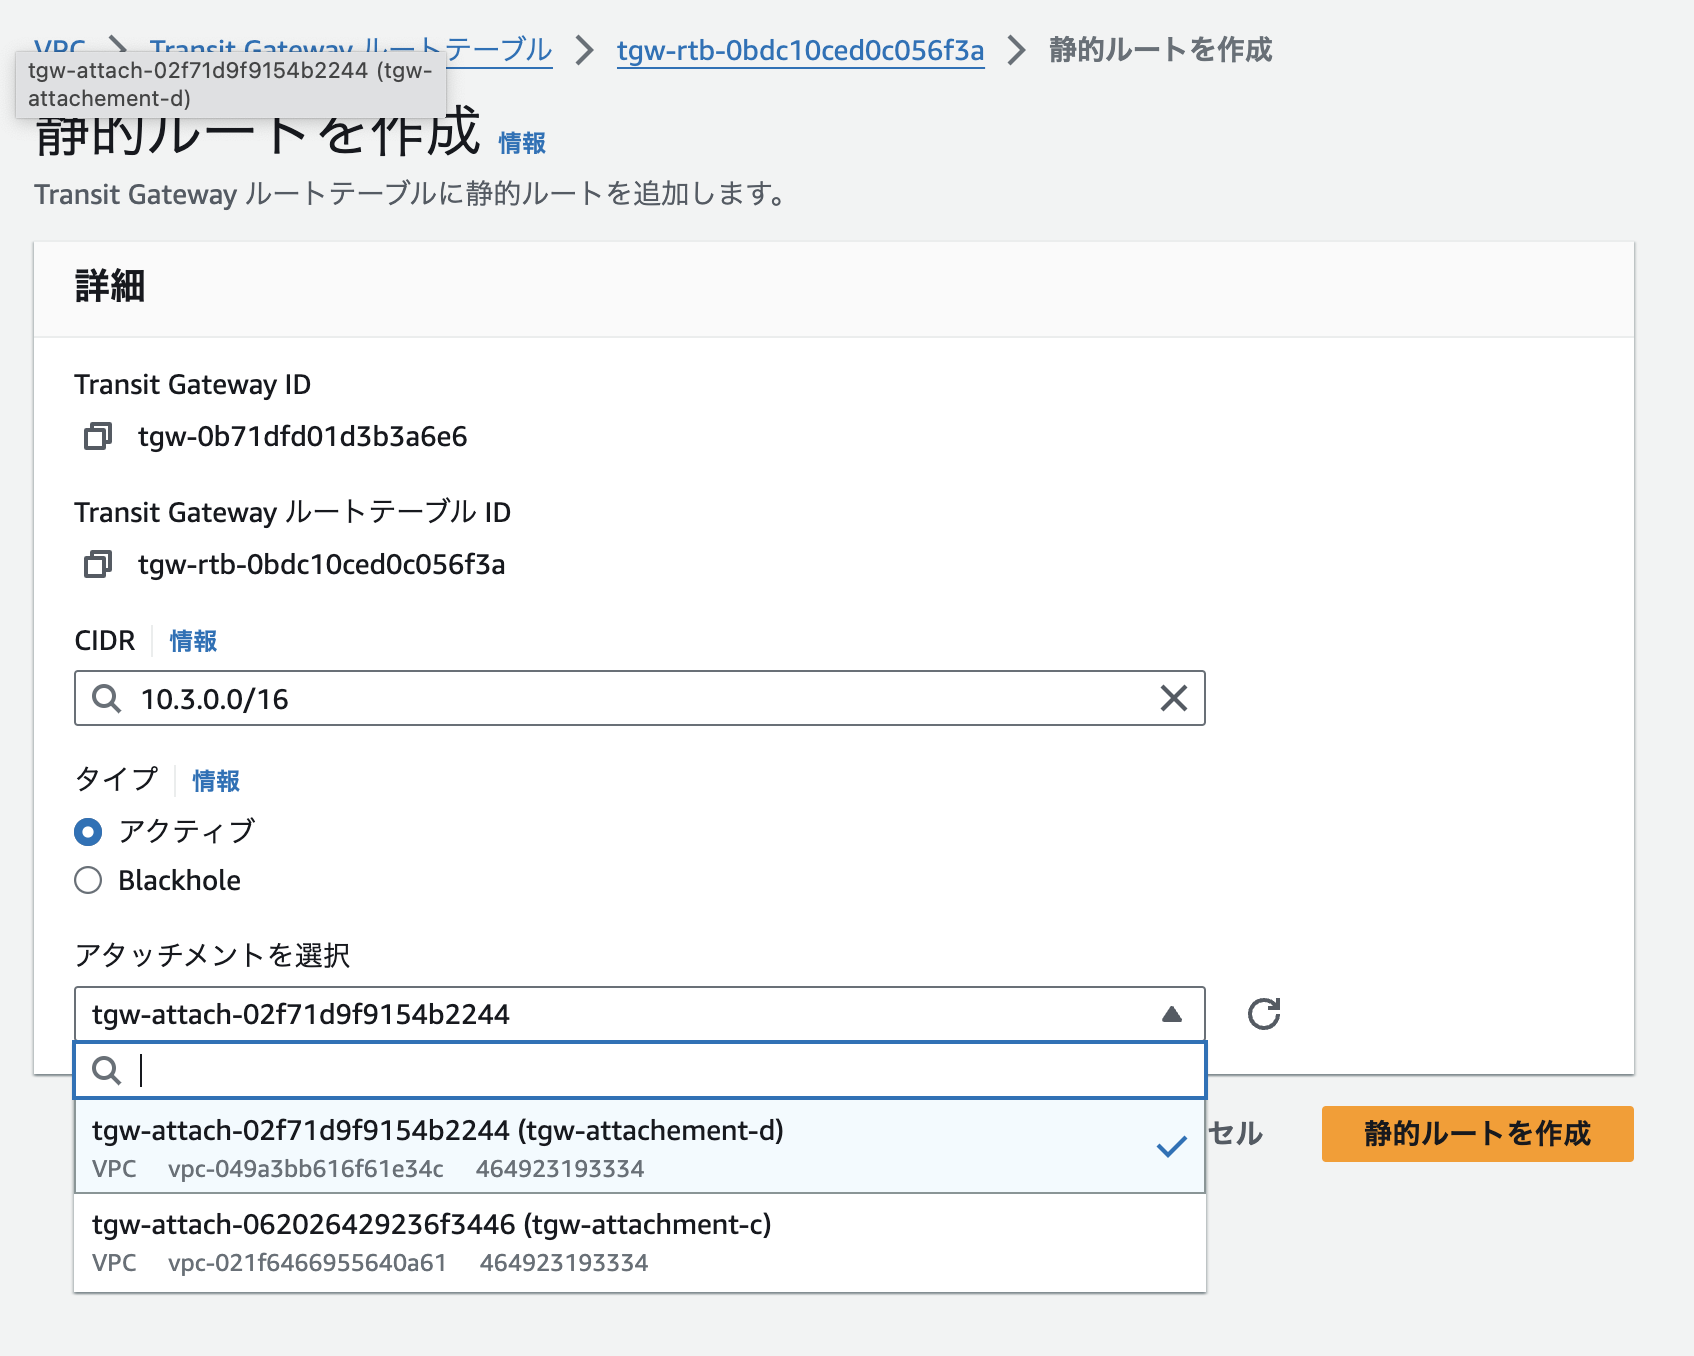 VPC > Transit Gateway ルートテーブル > tgw-rtb-0bdc10ced0c056f3a > 静的ルートを作成
tgw-attach-02f71d9f9154b2244 (tgw-
attachement-d)
静的ルートを作成 情報
Transit Gateway ルートテーブルに静的ルートを追加します。
詳細
Transit Gateway ID
tgw-0b71dfd01d3b3a6e6
Transit Gateway ルートテーブル ID
tgw-rtb-0bdc10ced0c056f3a
CIDR 情報
10.3.0.0/16
タイプ 情報
アクティブ
Blackhole
アタッチメントを選択
tgw-attach-02f71d9f9154b2244
tgw-attach-02f71d9f9154b2244 (tgw-attachement-d)
VPC vpc-049a3bb616f61e34c 464923193334
セル 静的ルートを作成
tgw-attach-062026429236f3446 (tgw-attachment-c)
VPC vpc-021f6466955640a61 464923193334